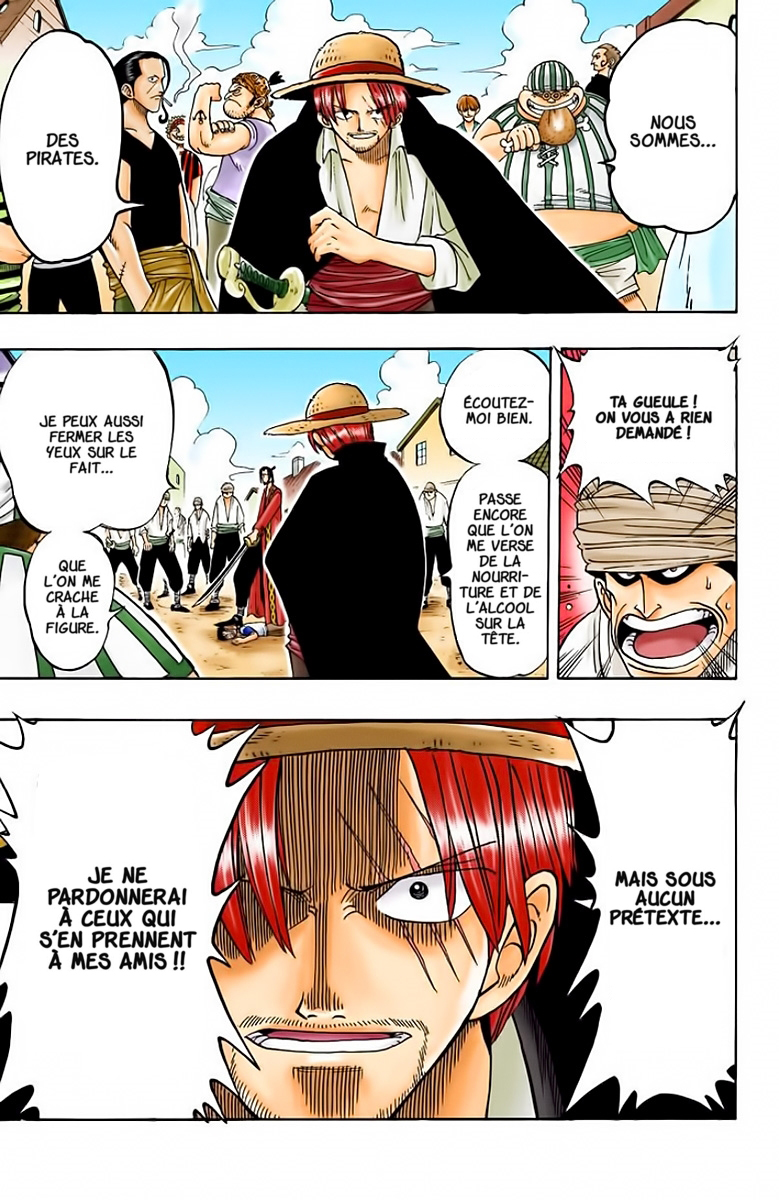 NOUS
SOMMES...
DES
PIRATES.
TA GUEULE !
ON VOUS A RIEN
DEMANDÉ !
ÉCOUTEZ-
MOI BIEN.
PASSE
ENCORE
QUE L'ON
ME VERSE
DE LA
NOURRI-
TURE ET DE
L'ALCOOL
SUR LA
TÊTE.
JE PEUX AUSSI
FERMER LES
YEUX SUR LE
FAIT...
QUE
L'ON ME
CRACHE
À LA
FIGURE.
MAIS SOUS
AUCUN
PRÉTEXTE...
JE NE
PARDONNERAI
À CEUX QUI
S'EN PRENNENT
À MES AMIS !!